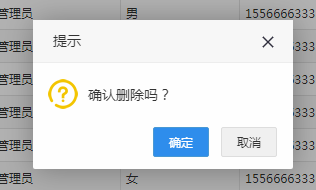 管理员 男 1556666333
提示
管理员
管理员
确认删除吗？
管理员
管理员
确定 取消
管理员 女 1556666333